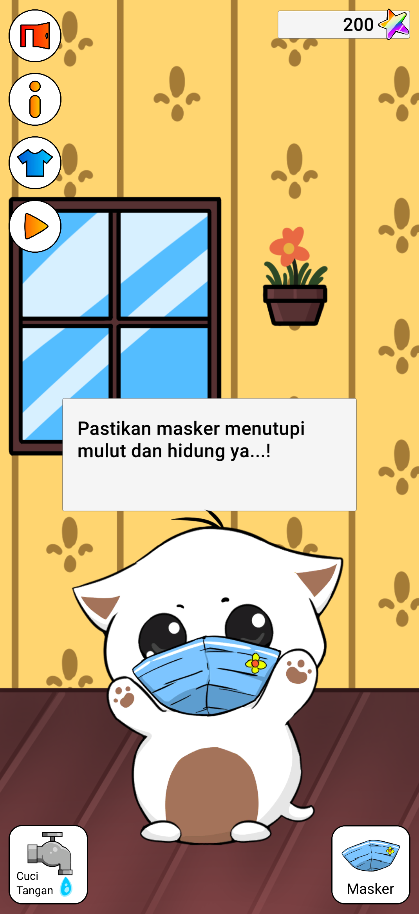 200
Pastikan masker menutupi
mulut dan hidung ya...!
Cuci
Tangan
Masker